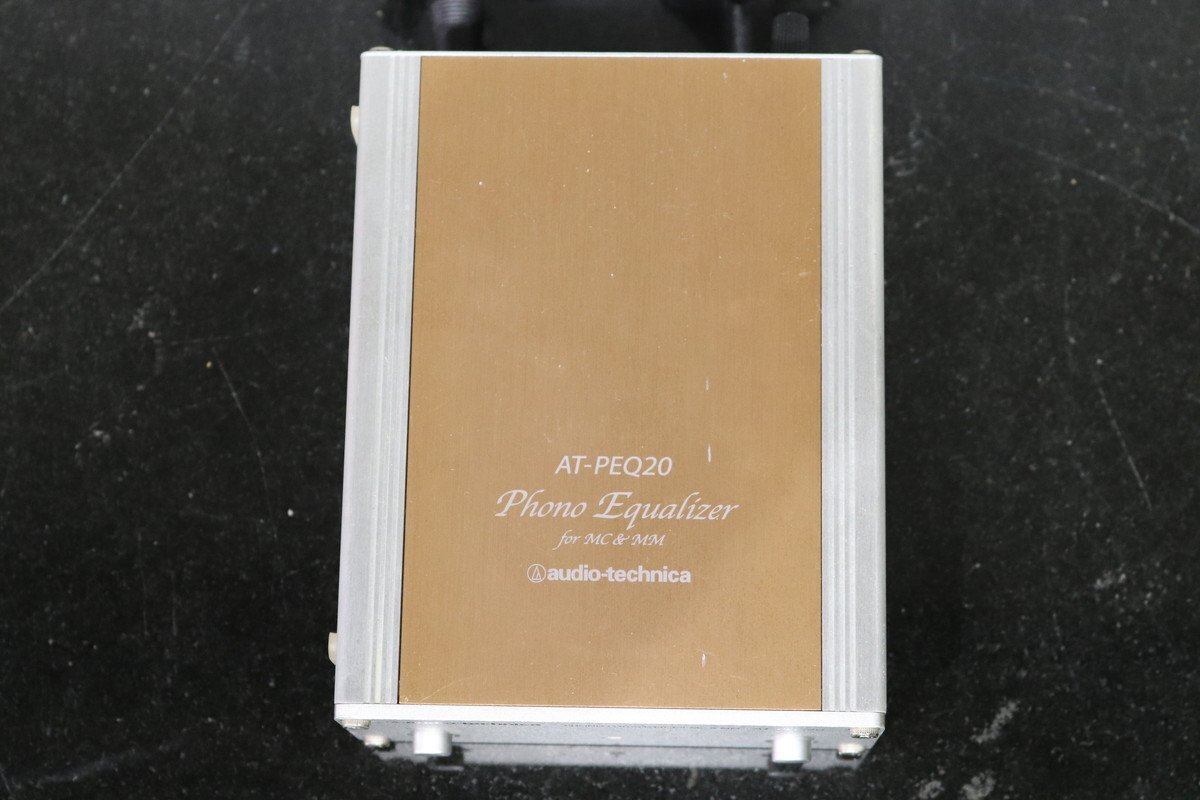 AT-PEQ20
Phono Equalizer
for MC & MM
audio-technica